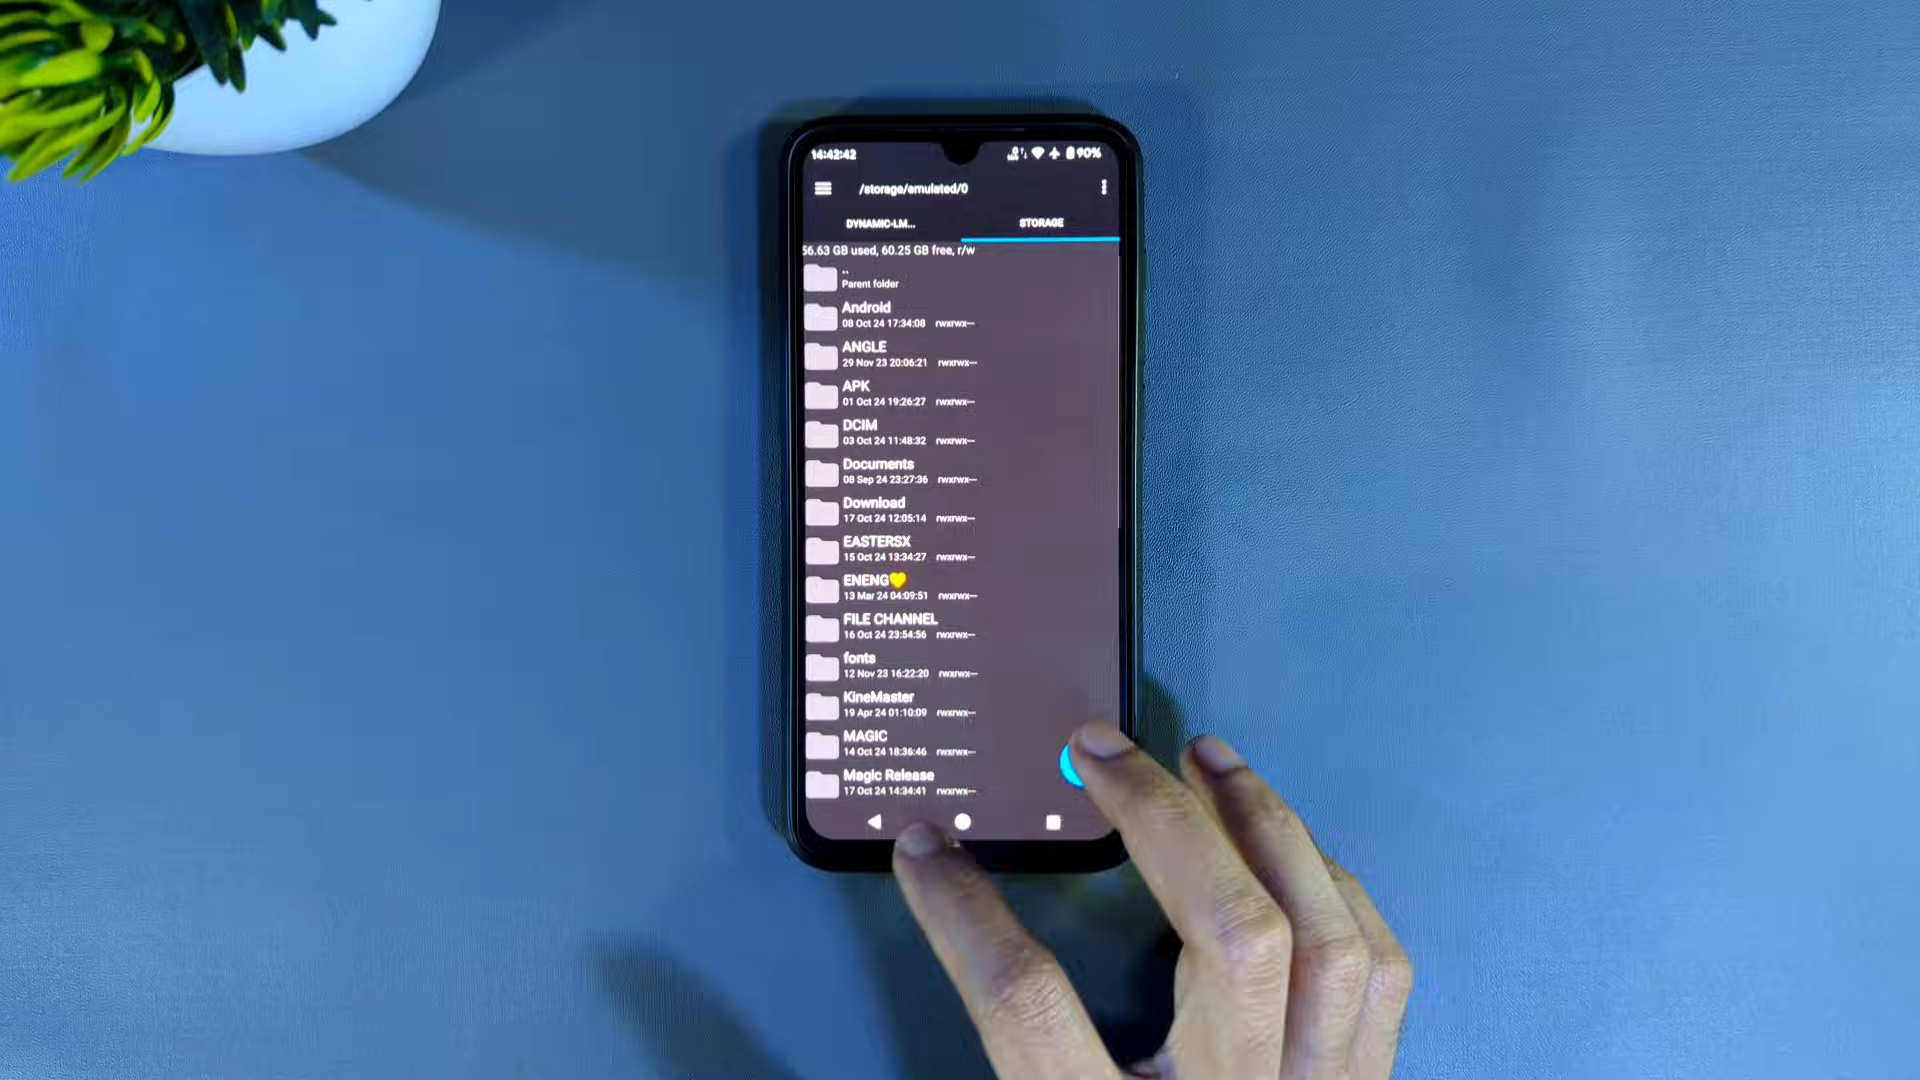 14:42:42
90%
/storage/emulated/0
DYNAMIC-LM...
STORAGE
56.63 GB used, 60.25 GB free, r/w
..
Parent folder
Android
08 Oct 24 17:34:08 rwxrwx---
ANGLE
29 Nov 23 20:06:21 rwxrwx---
APK
01 Oct 24 19:26:27 rwxrwx---
DCIM
03 Oct 24 11:48:32 rwxrwx---
Documents
08 Sep 24 23:27:36 rwxrwx---
Download
17 Oct 24 12:05:14 rwxrwx---
EASTERSX
15 Oct 24 13:34:27 rwxrwx---
ENENG💛
13 Mar 24 04:09:51 rwxrwx---
FILE CHANNEL
16 Oct 24 23:54:56 rwxrwx---
fonts
12 Nov 23 16:22:20 rwxrwx---
KineMaster
19 Apr 24 01:10:09 rwxrwx---
MAGIC
14 Oct 24 18:36:46 rwxrwx---
Magic Release
17 Oct 24 14:34:41 rwxrwx---